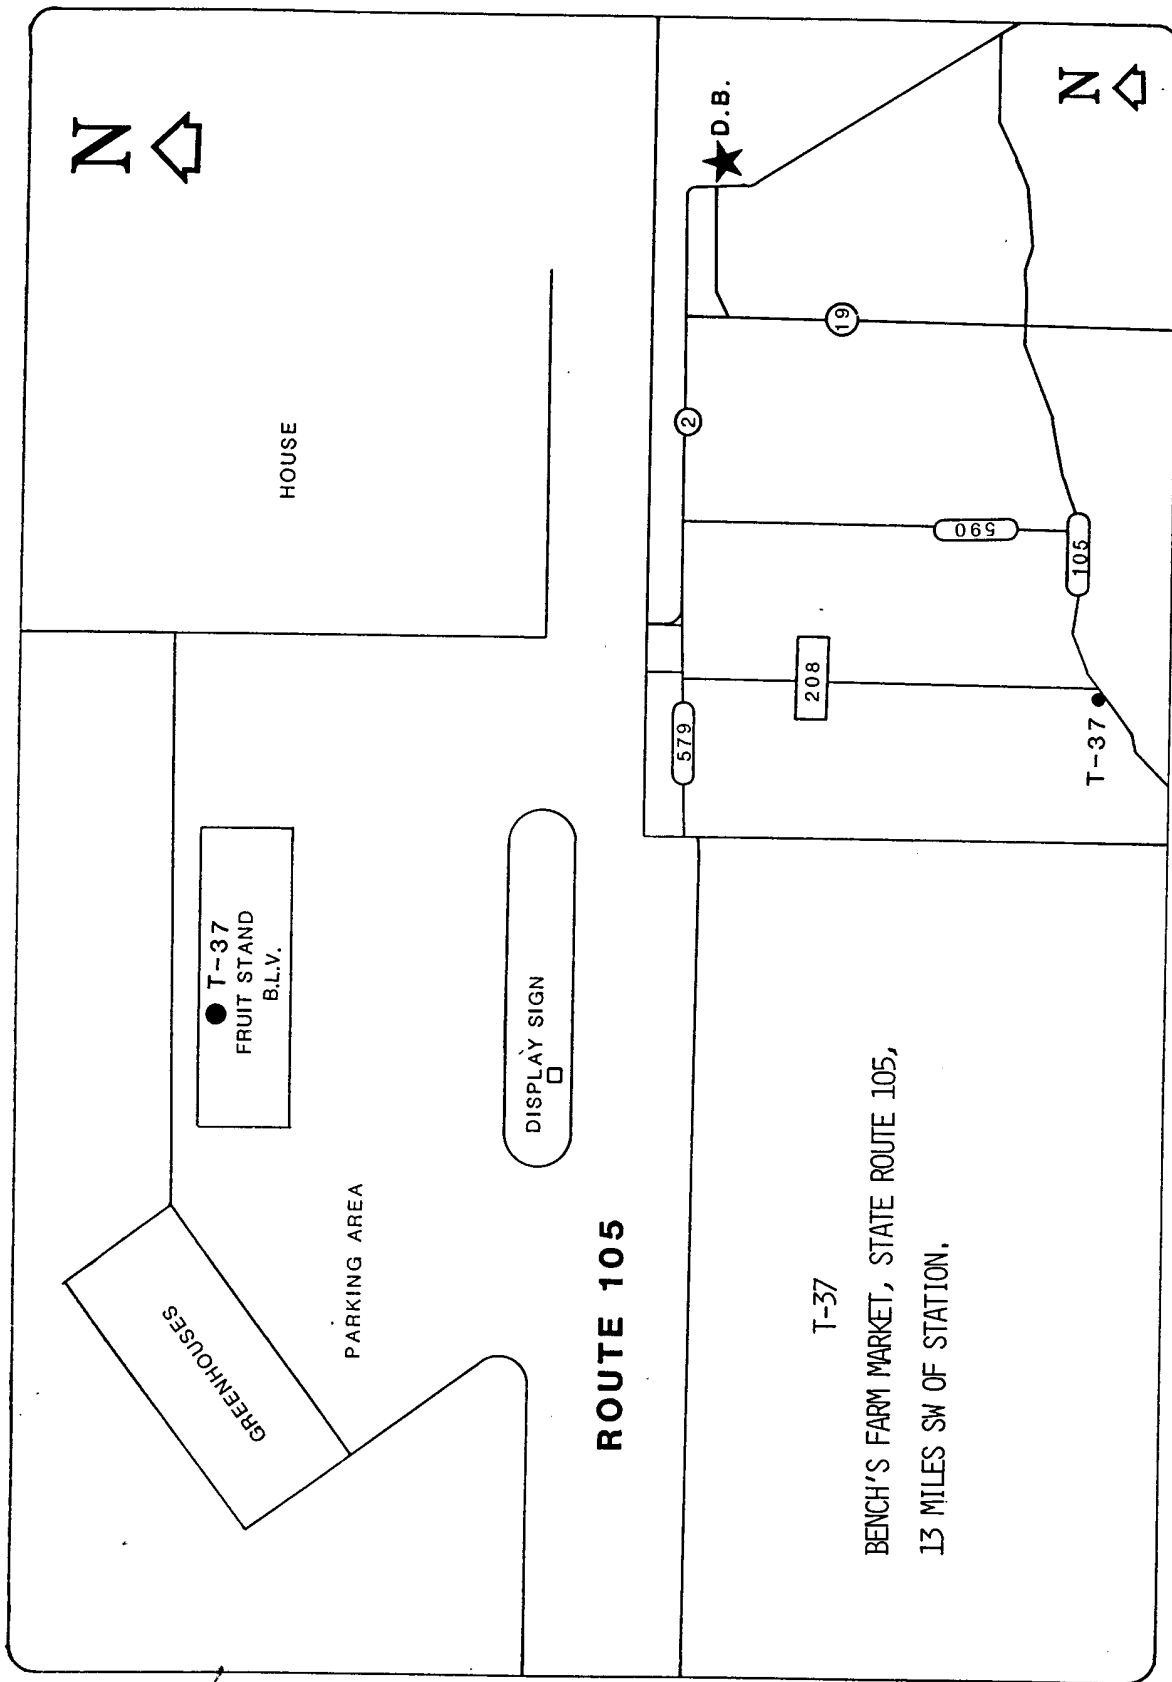 N
HOUSE
T-37
FRUIT STAND
B.L.V.
GREENHOUSES
PARKING AREA
DISPLAY SIGN
ROUTE 105
T-37
BENCH'S FARM MARKET, STATE ROUTE 105,
13 MILES SW OF STATION.
N
D.B.
2
19
579
590
208
105
T-37